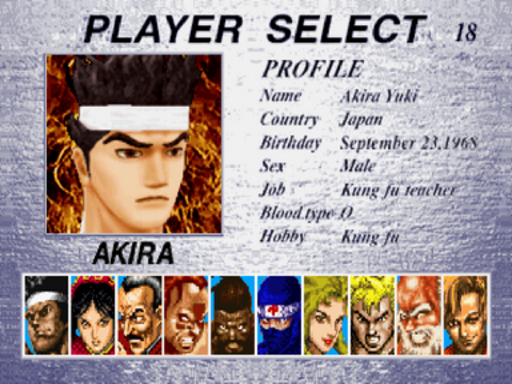 PLAYER SELECT 18
PROFILE
Name Akira Yuki
Country Japan
Birthday September 23,1968
Sex Male
Job Kung fu teacher
Blood.type O
Hobby Kung fu
AKIRA